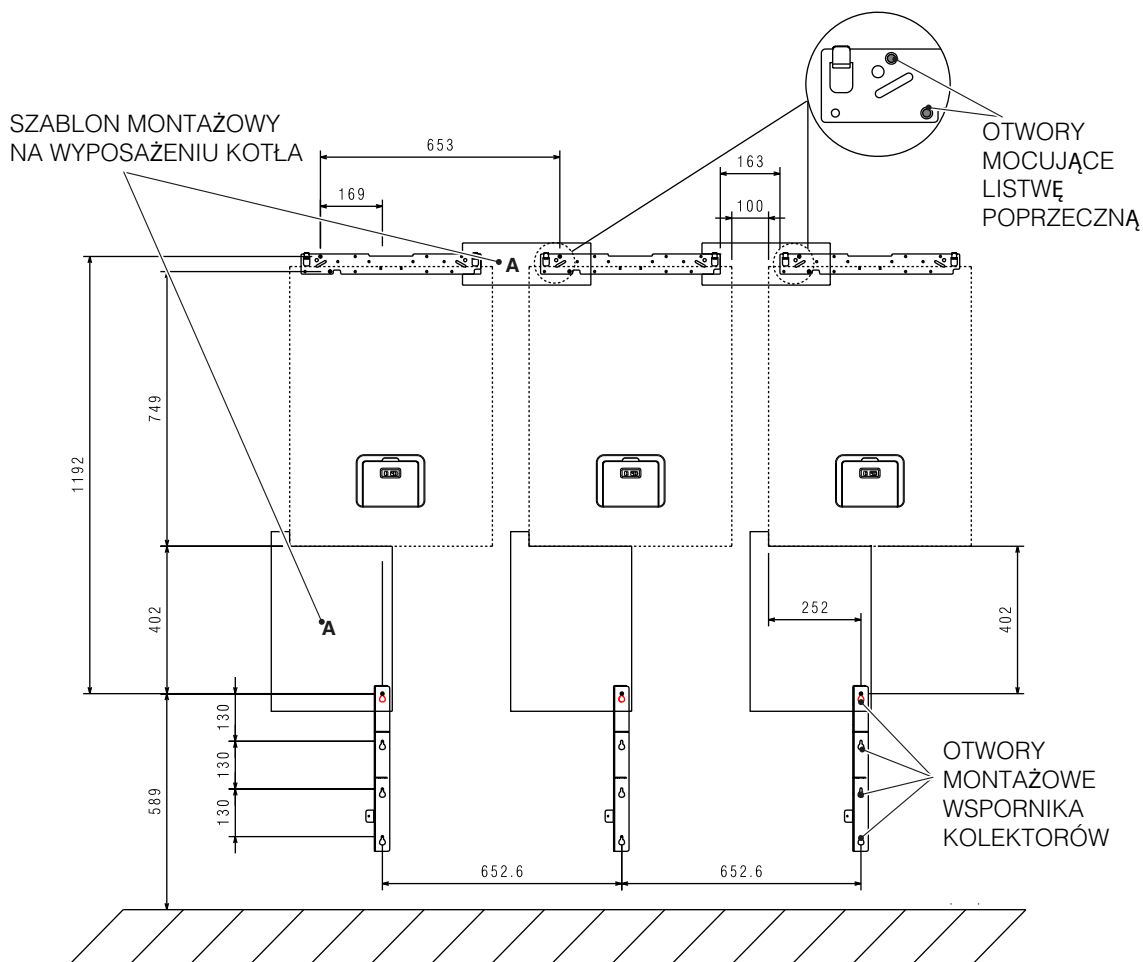 SZABLON MONTAŻOWY
NA WYPOSAŻENIU KOTŁA
OTWORY
MOCUJĄCE
LISTWĘ
POPRZECZNĄ
653
163
169
100
A
749
1192
402
252
402
A
130
130
130
589
OTWORY
MONTAŻOWE
WSPORNIKA
KOLEKTORÓW
652.6
652.6